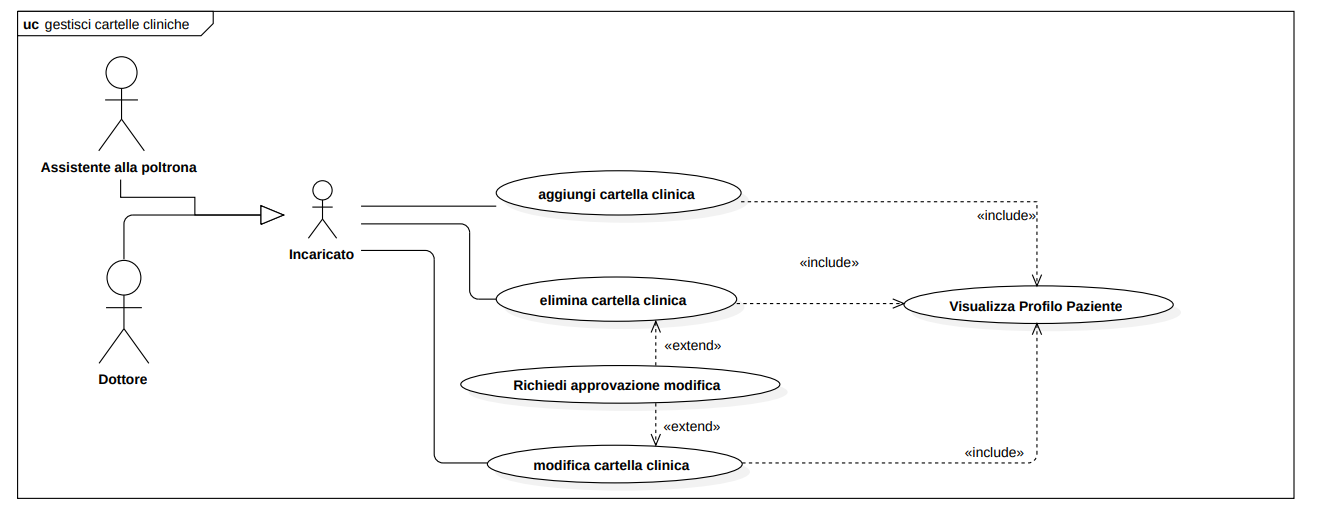 uc gestisci cartelle cliniche
Assistente alla poltrona
aggiungi cartella clinica
«include»
Incaricato
«include»
elimina cartella clinica
Visualizza Profilo Paziente
«extend»
Dottore
Richiedi approvazione modifica
«extend»
«include»
modifica cartella clinica